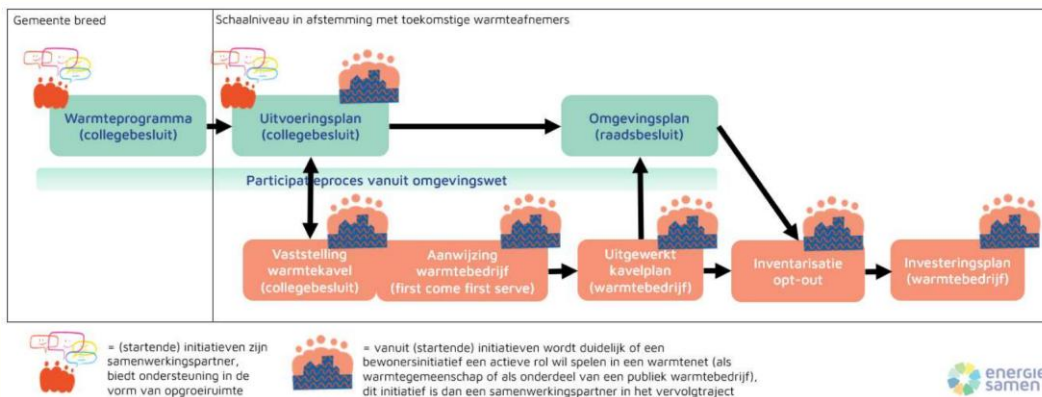 Gemeente breed
Schaalniveau in afstemming met toekomstige warmteafnemers
Warmteprogramma
(collegebesluit)
Uitvoeringsplan
(collegebesluit)
Omgevingsplan
(raadsbesluit)
Participatieproces vanuit omgevingswet
Vaststelling
warmtekavel
(collegebesluit)
Aanwijzing
warmtebedrijf
(first come first serve)
Uitgewerkt
kavelplan
(warmtebedrijf)
Inventarisatie
opt-out
Investeringsplan
(warmtebedrijf)
= (startende) initiatieven zijn
samenwerkingspartner,
biedt ondersteuning in de
vorm van opgroeiruimte
= vanuit (startende) initiatieven wordt duidelijk of een
bewonersinitiatief een actieve rol wil spelen in een warmtenet (als
warmtegemeenschap of als onderdeel van een publiek warmtebedrijf),
dit initiatief is dan een samenwerkingspartner in het vervolgtraject
energie
samen